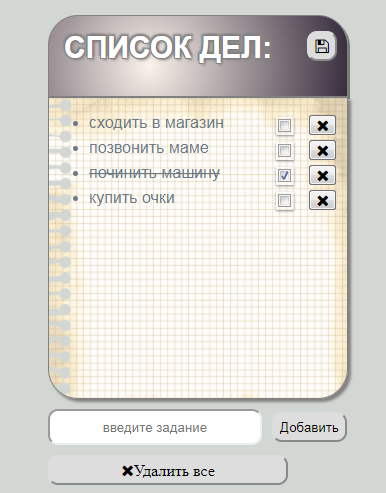 СПИСОК ДЕЛ:
сходить в магазин
позвонить маме
починить машину
купить очки
введите задание
Добавить
✖Удалить все